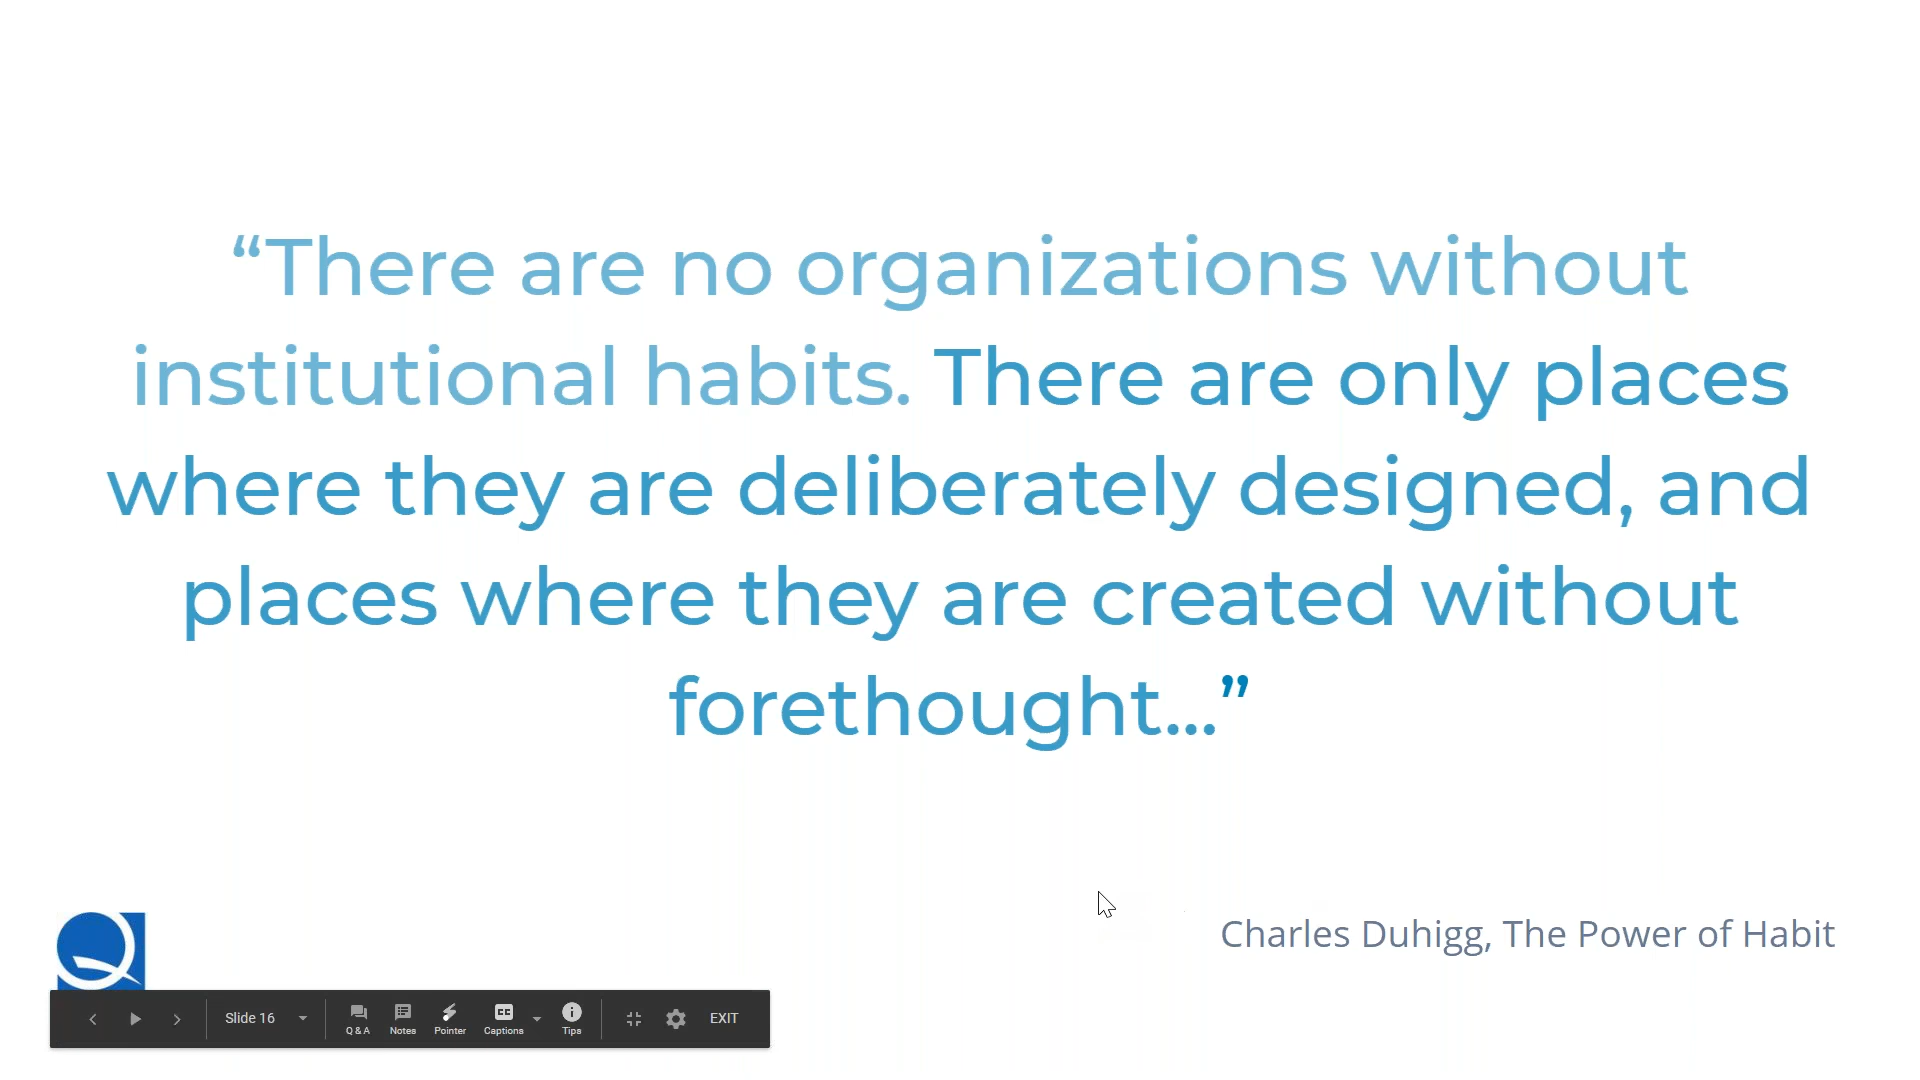 “There are no organizations without
institutional habits. There are only places
where they are deliberately designed, and
places where they are created without
forethought...”
Charles Duhigg, The Power of Habit
Slide 16
Q & A
Notes
Pointer
CC
Captions
Tips
EXIT